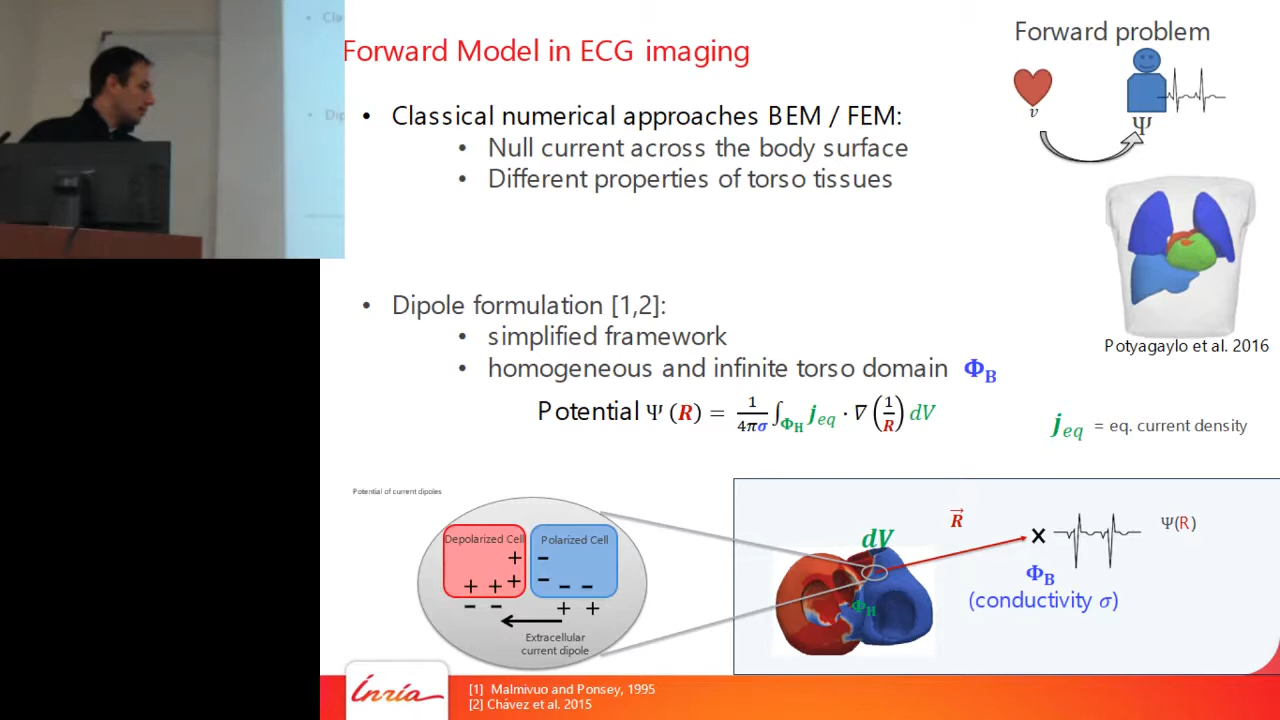 Forward Model in ECG imaging
Forward problem
v
Ψ
• Classical numerical approaches BEM / FEM:
• Null current across the body surface
• Different properties of torso tissues
Potyagaylo et al. 2016
• Dipole formulation [1,2]:
• simplified framework
• homogeneous and infinite torso domain Φ_B
Potential Ψ (R) = 1/4πσ ∫_Φ_H j_eq · ∇ (1/R) dV
j_eq = eq. current density
Potential of current dipoles
Depolarized Cell
Polarized Cell
+ −
+ + + − − −
− − + +
Extracellular
current dipole
dV
R⃗
×
Ψ(R)
Φ_H
Φ_B
(conductivity σ)
Inria
[1] Malmivuo and Ponsey, 1995
[2] Chávez et al. 2015